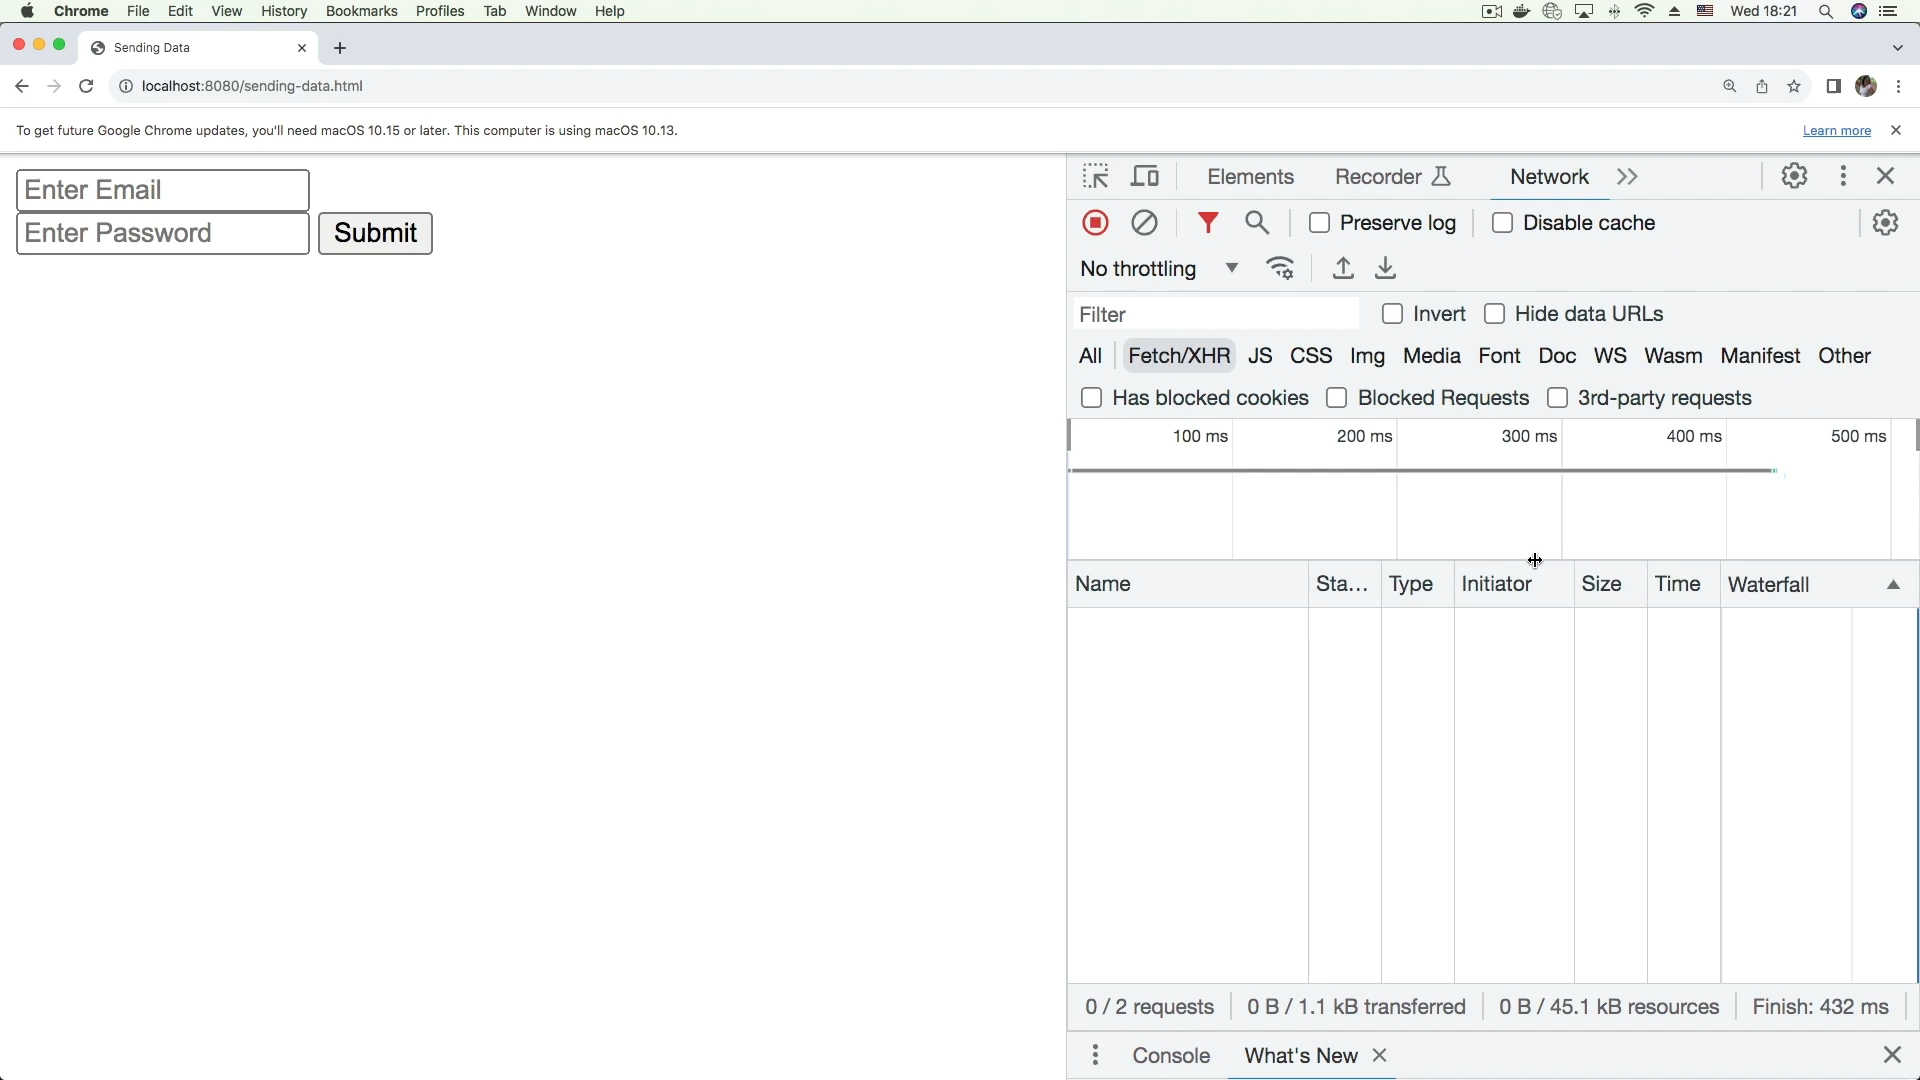 Chrome File Edit View History Bookmarks Profiles Tab Window Help Wed 18:21
Sending Data
localhost:8080/sending-data.html
To get future Google Chrome updates, you'll need macOS 10.15 or later. This computer is using macOS 10.13. Learn more
Enter Email
Enter Password Submit
Elements Recorder Network
Preserve log Disable cache
No throttling
Filter Invert Hide data URLs
All Fetch/XHR JS CSS Img Media Font Doc WS Wasm Manifest Other
Has blocked cookies Blocked Requests 3rd-party requests
100 ms 200 ms 300 ms 400 ms 500 ms
Name Sta... Type Initiator Size Time Waterfall
0 / 2 requests 0 B / 1.1 kB transferred 0 B / 45.1 kB resources Finish: 432 ms
Console What's New